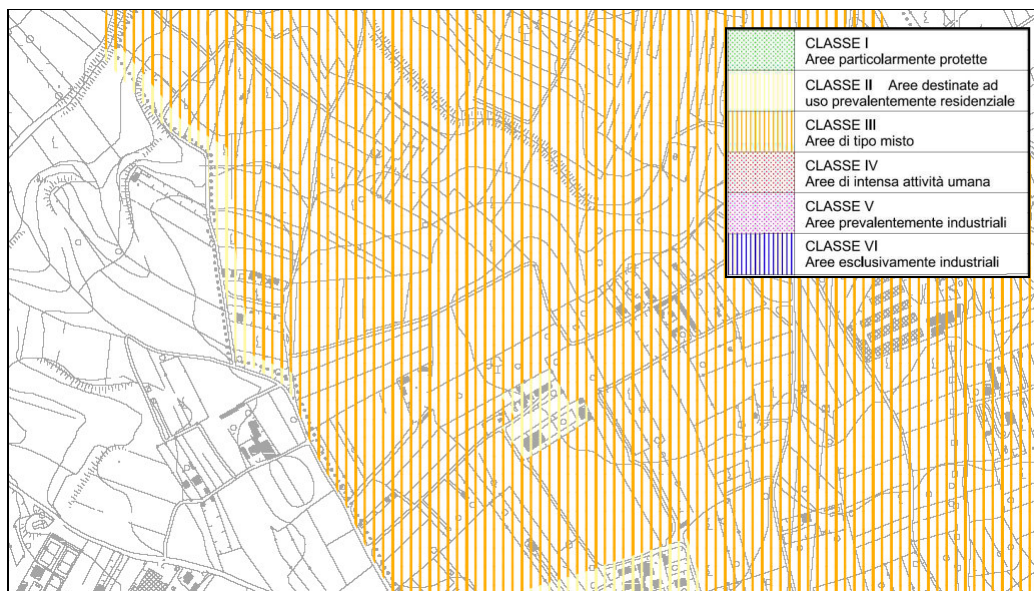 CLASSE I
Aree particolarmente protette
CLASSE II Aree destinate ad
uso prevalentemente residenziale
CLASSE III
Aree di tipo misto
CLASSE IV
Aree di intensa attività umana
CLASSE V
Aree prevalentemente industriali
CLASSE VI
Aree esclusivamente industriali